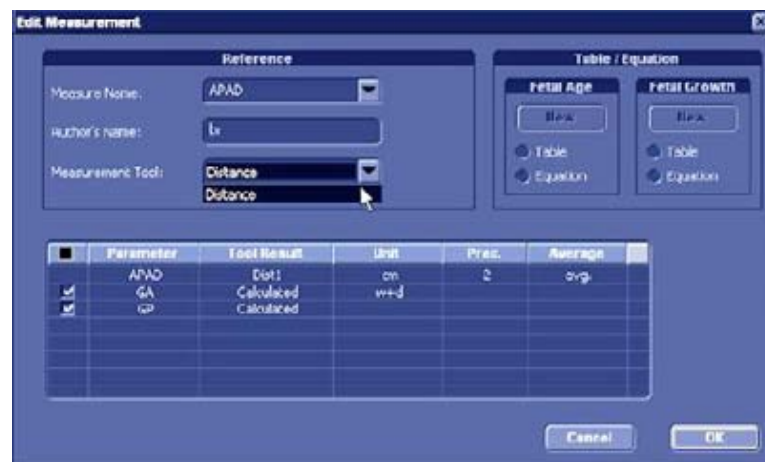 Edit Measurement
Reference
Measure Name:
APAD
Author's Name:
Measurement Tool:
Distance
Distance
Table / Equation
Fetal Age
Fetal Growth
New
New
Table
Table
Equation
Equation
Parameter Tool Result Unit Prec. Average
APAD Dist1 cm 2 avg.
GA Calculated w+d
GP Calculated
Cancel
OK